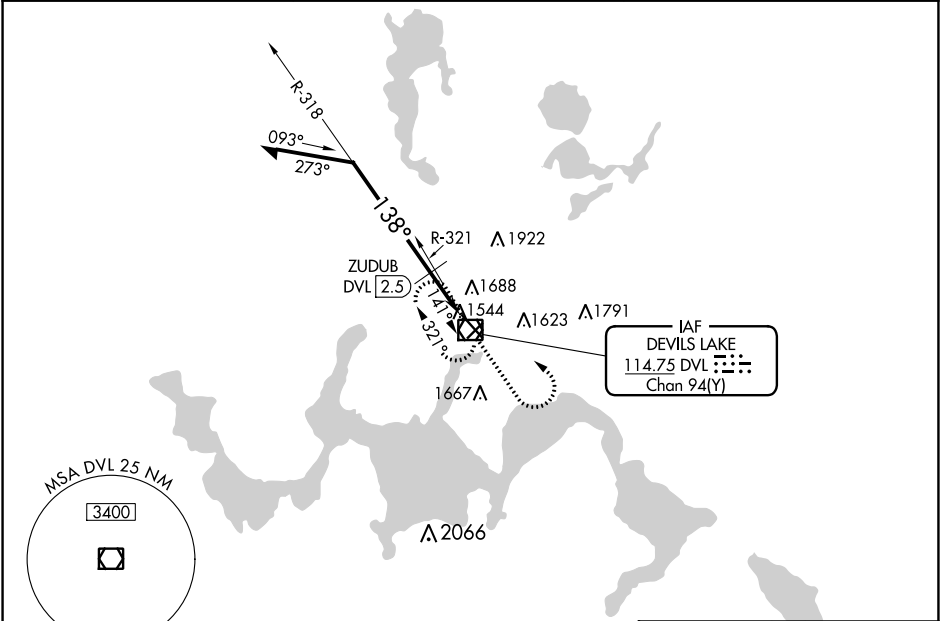 R-318
093°
273°
138°
R-321
1922
ZUDUB
DVL 2.5
1688
141°
1544
321°
1623
1791
IAF
DEVILS LAKE
114.75 DVL
Chan 94(Y)
1667
MSA DVL 25 NM
3400
2066